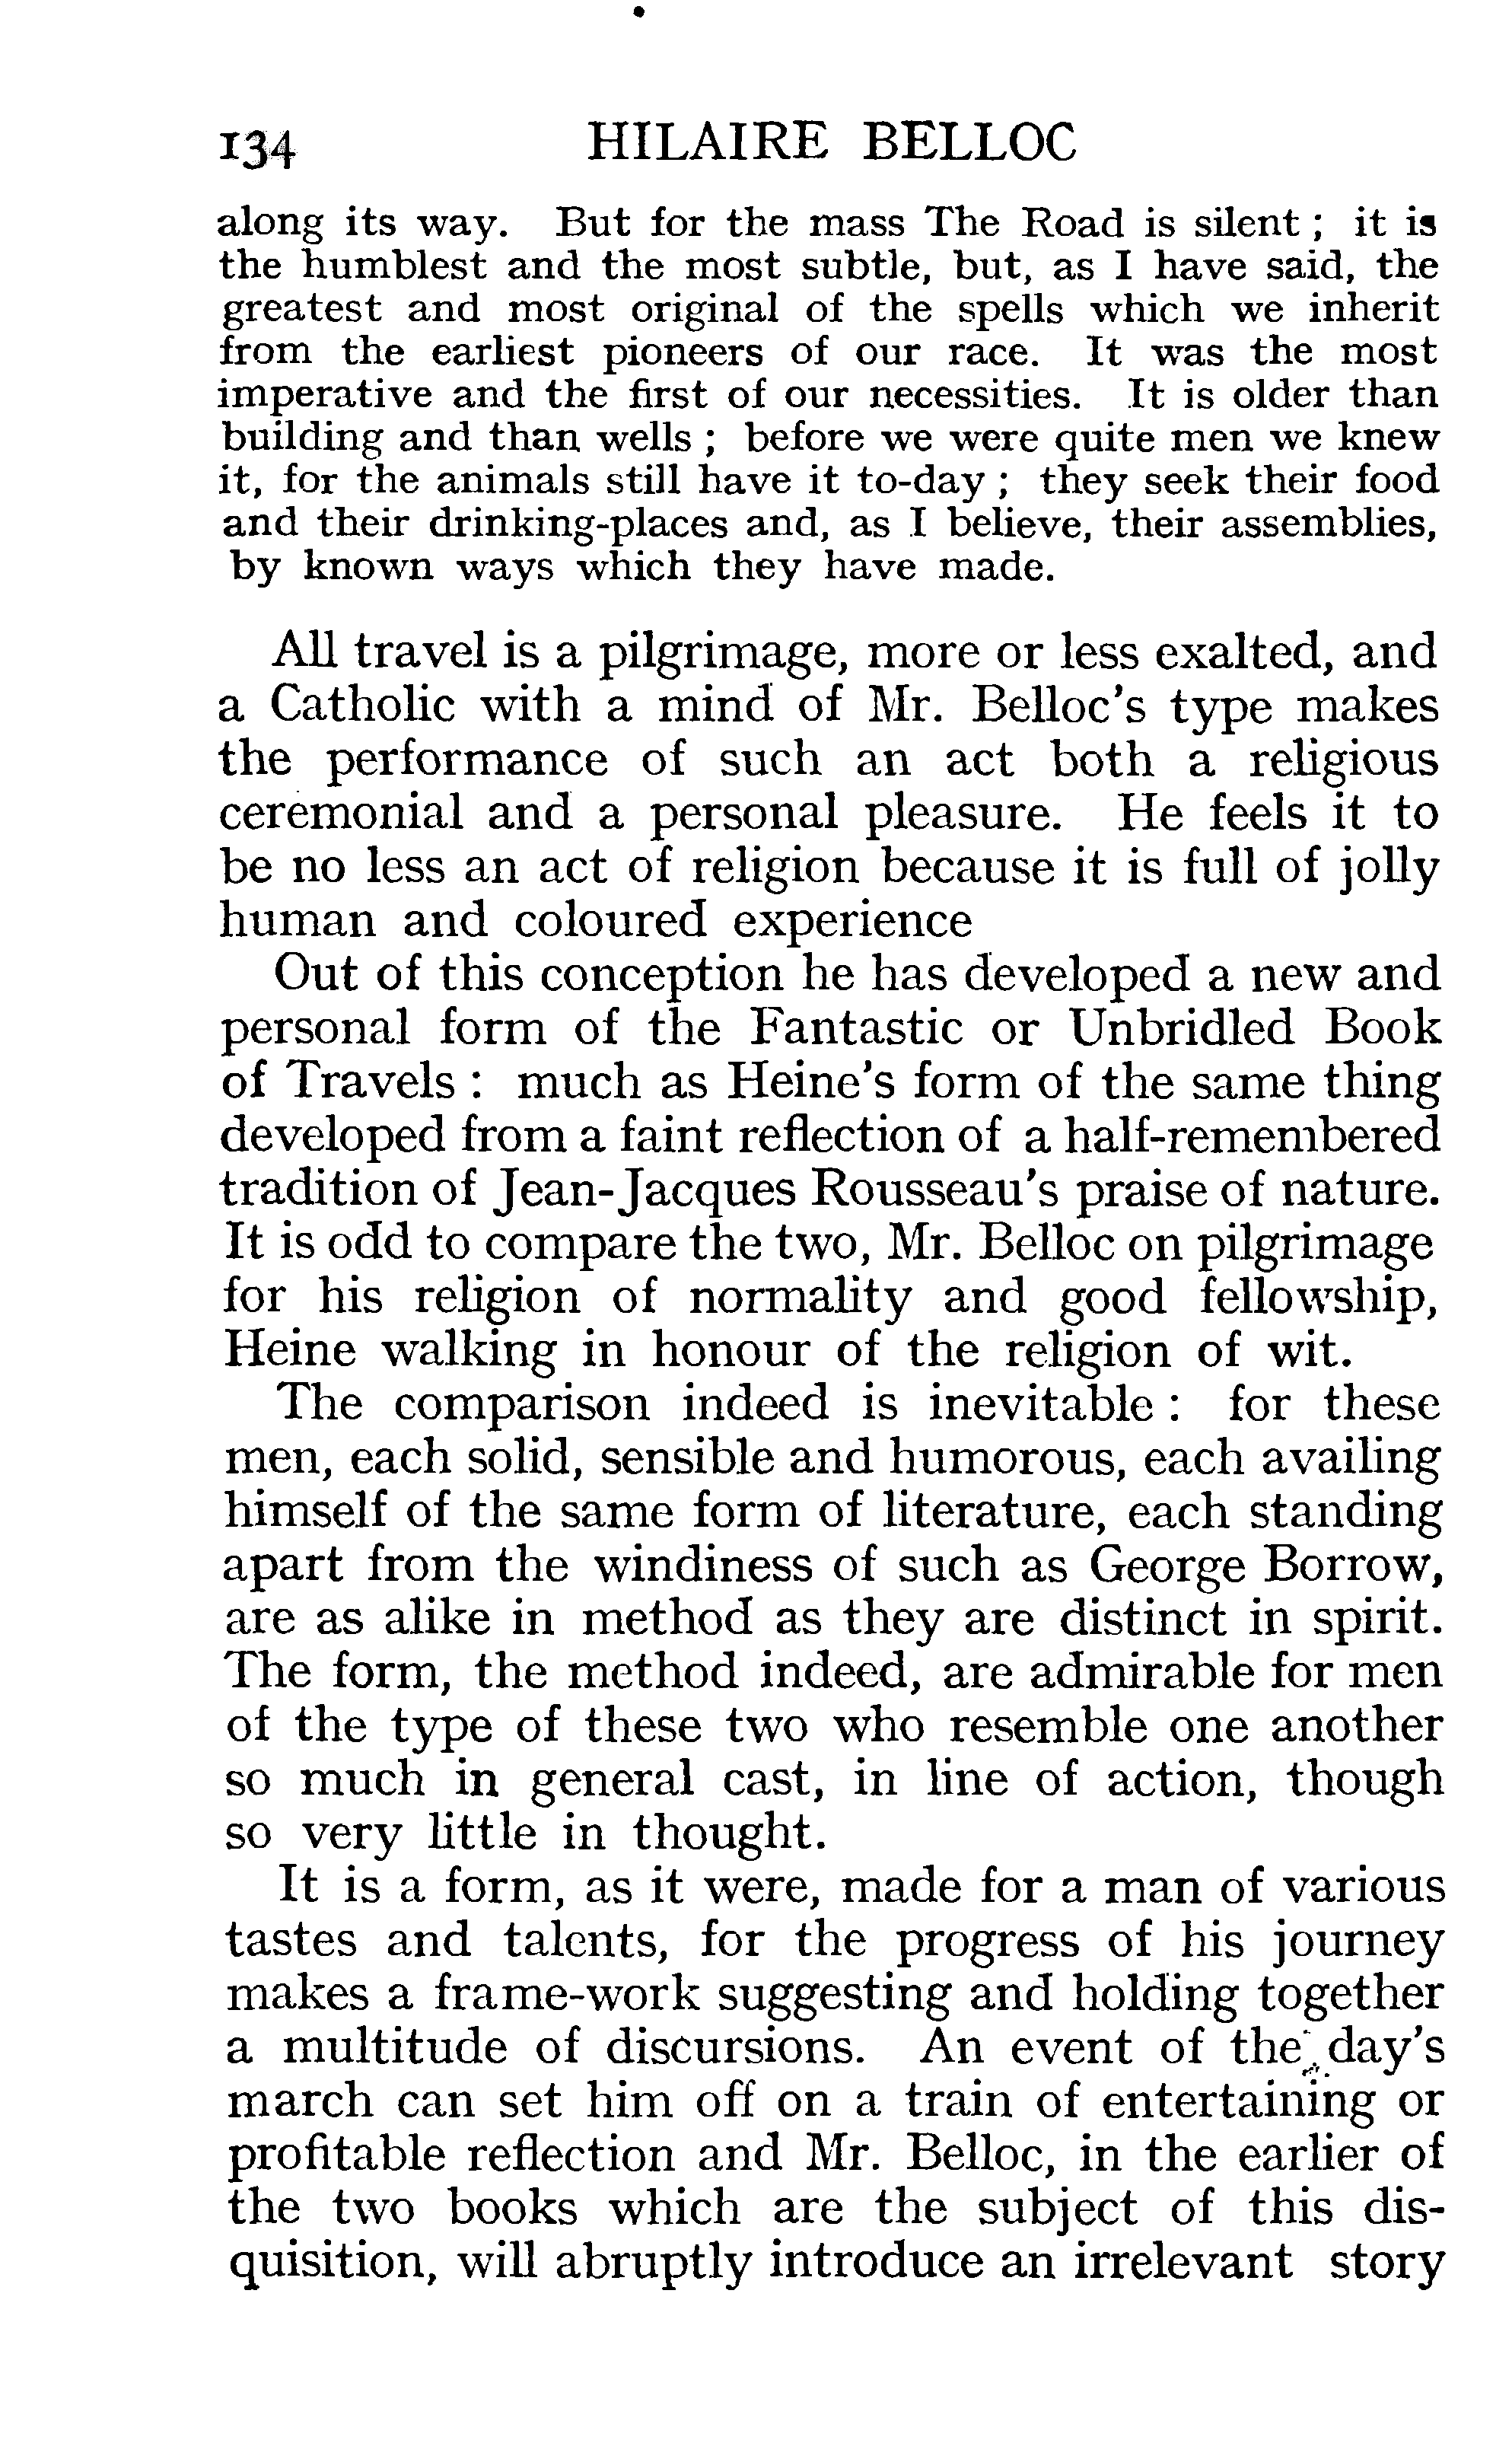 134 HILAIRE BELLOC
along its way. But for the mass The Road is silent ; it is
the humblest and the most subtle, but, as I have said, the
greatest and most original of the spells which we inherit
from the earliest pioneers of our race. It was the most
imperative and the first of our necessities. It is older than
building and than wells ; before we were quite men we knew
it, for the animals still have it to-day ; they seek their food
and their drinking-places and, as I believe, their assemblies,
by known ways which they have made.
All travel is a pilgrimage, more or less exalted, and
a Catholic with a mind of Mr. Belloc's type makes
the performance of such an act both a religious
ceremonial and a personal pleasure. He feels it to
be no less an act of religion because it is full of jolly
human and coloured experience
Out of this conception he has developed a new and
personal form of the Fantastic or Unbridled Book
of Travels : much as Heine's form of the same thing
developed from a faint reflection of a half-remembered
tradition of Jean-Jacques Rousseau's praise of nature.
It is odd to compare the two, Mr. Belloc on pilgrimage
for his religion of normality and good fellowship,
Heine walking in honour of the religion of wit.
The comparison indeed is inevitable : for these
men, each solid, sensible and humorous, each availing
himself of the same form of literature, each standing
apart from the windiness of such as George Borrow,
are as alike in method as they are distinct in spirit.
The form, the method indeed, are admirable for men
of the type of these two who resemble one another
so much in general cast, in line of action, though
so very little in thought.
It is a form, as it were, made for a man of various
tastes and talents, for the progress of his journey
makes a frame-work suggesting and holding together
a multitude of discursions. An event of the day's
march can set him off on a train of entertaining or
profitable reflection and Mr. Belloc, in the earlier of
the two books which are the subject of this dis-
quisition, will abruptly introduce an irrelevant story